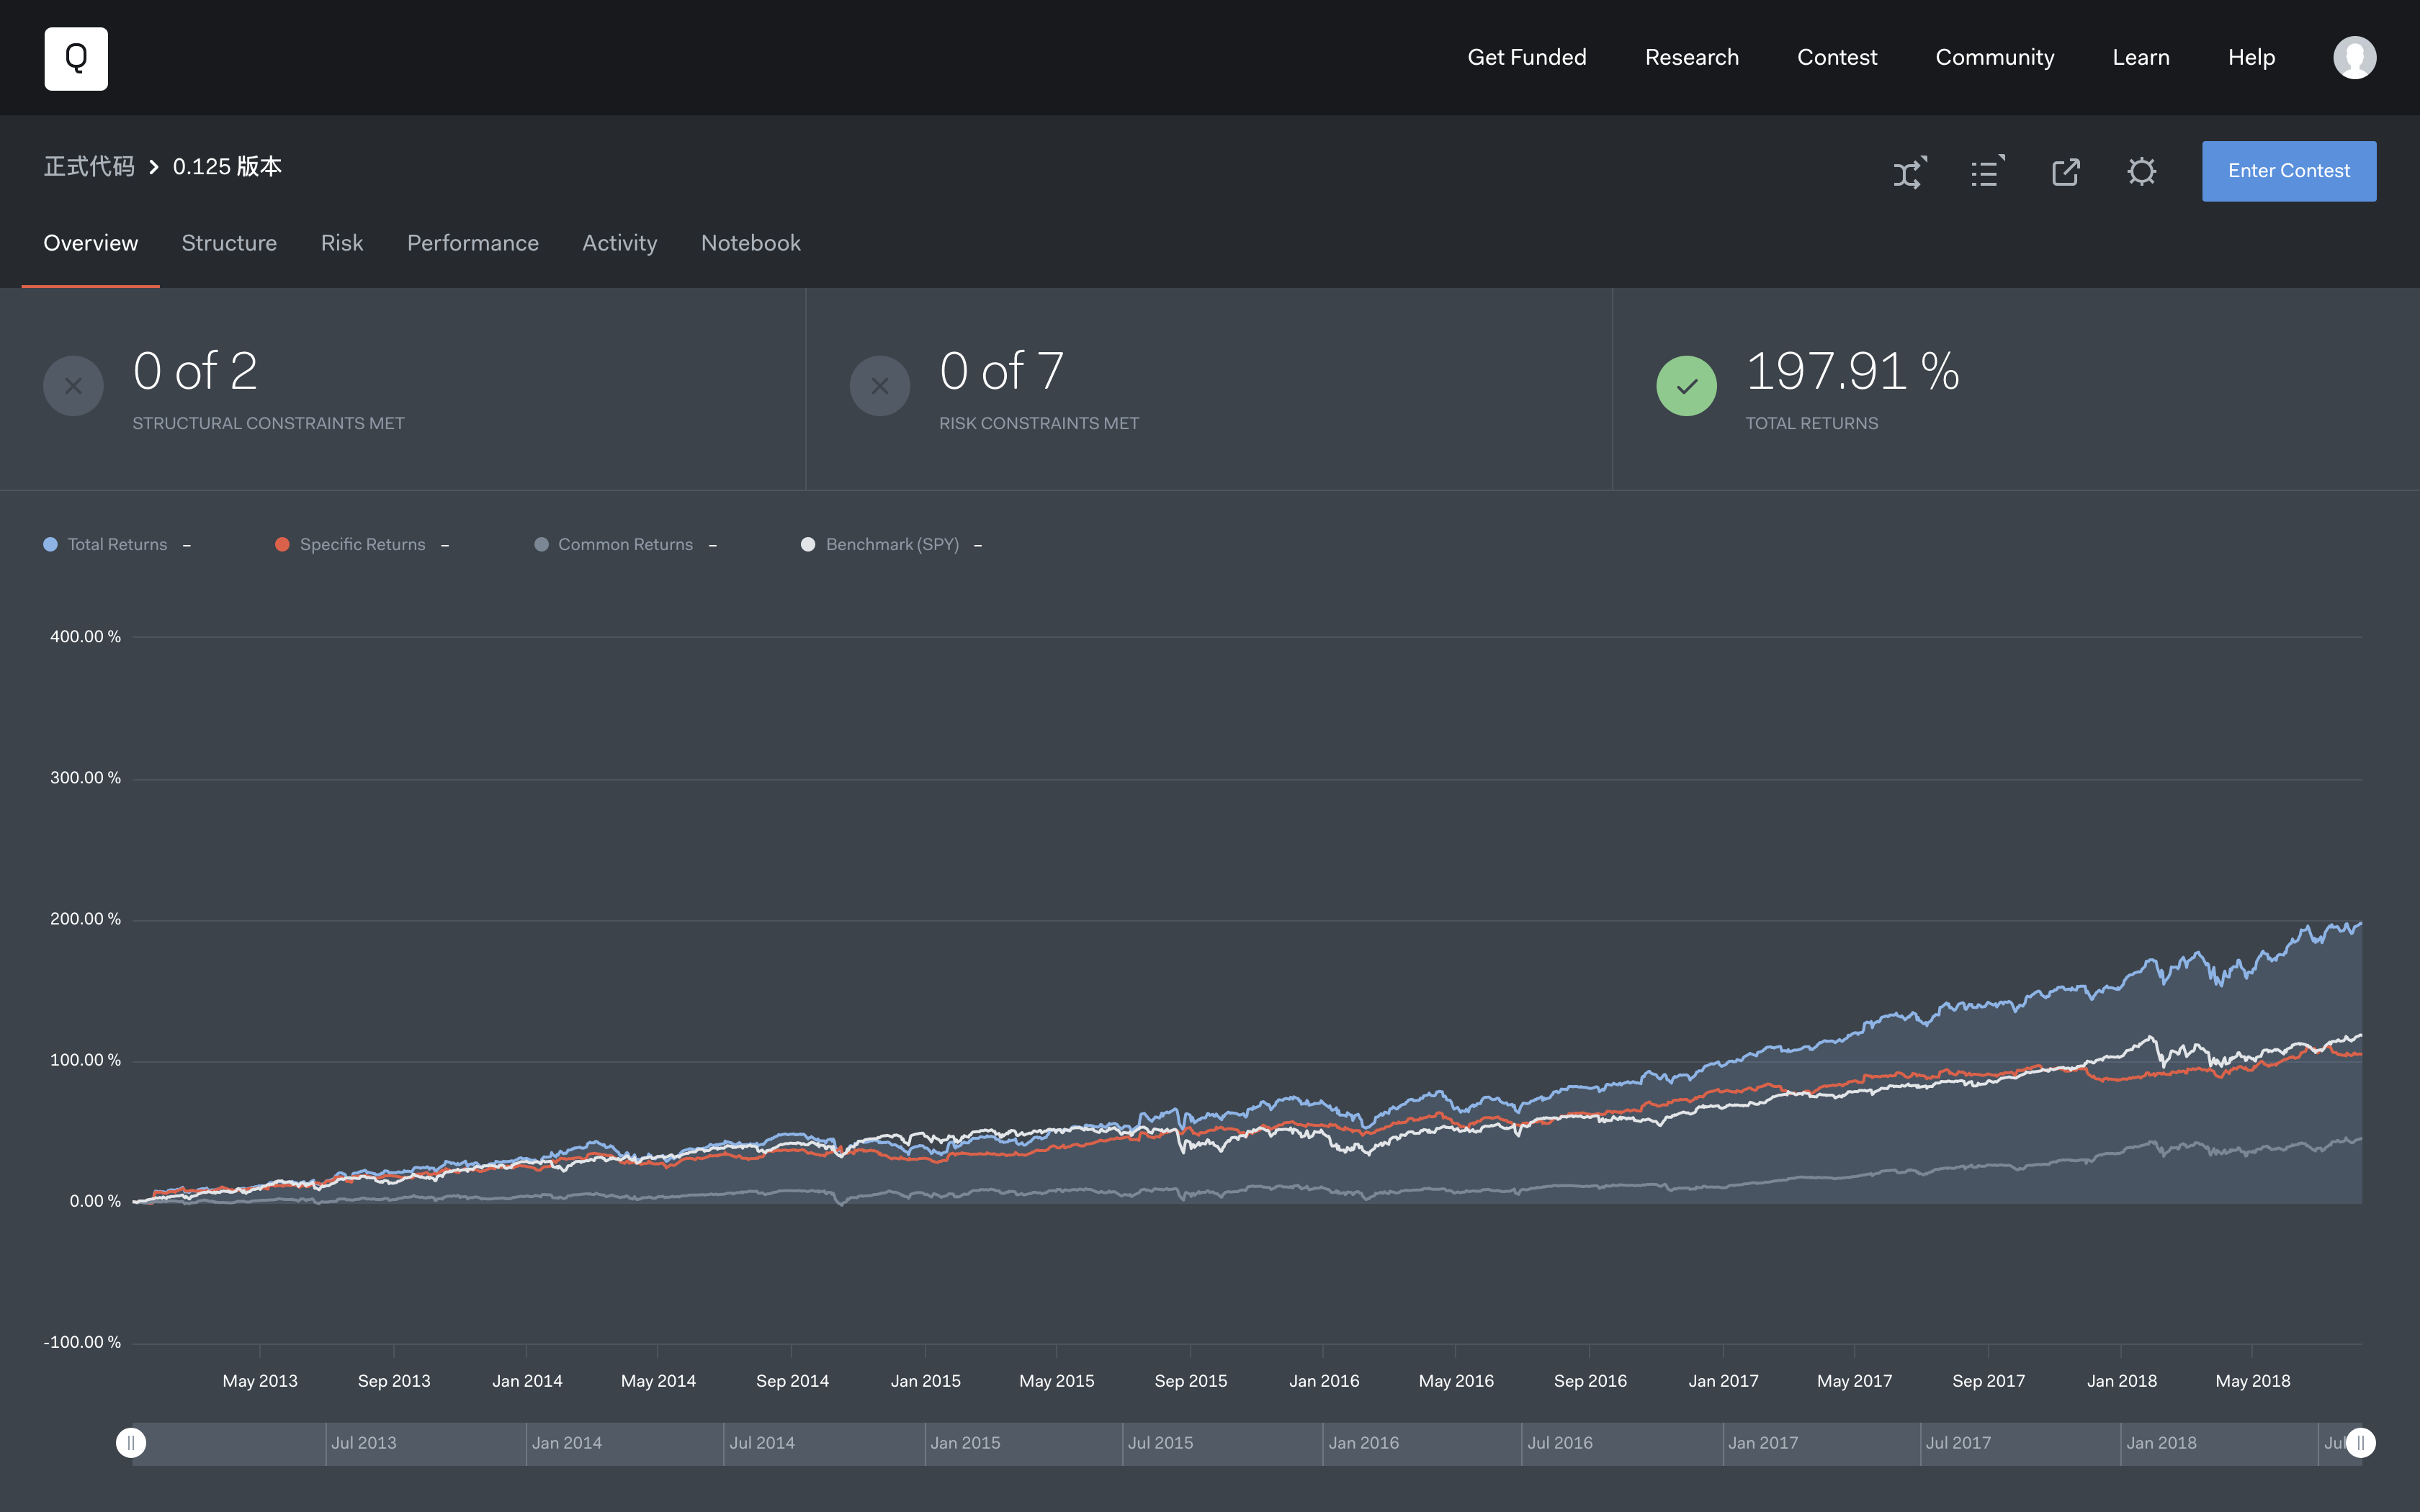 Q
Get Funded Research Contest Community Learn Help
正式代码 > 0.125 版本
Enter Contest
Overview Structure Risk Performance Activity Notebook
0 of 2
STRUCTURAL CONSTRAINTS MET
0 of 7
RISK CONSTRAINTS MET
197.91 %
TOTAL RETURNS
Total Returns – Specific Returns – Common Returns – Benchmark (SPY) –
400.00 %
300.00 %
200.00 %
100.00 %
0.00 %
-100.00 %
May 2013 Sep 2013 Jan 2014 May 2014 Sep 2014 Jan 2015 May 2015 Sep 2015 Jan 2016 May 2016 Sep 2016 Jan 2017 May 2017 Sep 2017 Jan 2018 May 2018
Jul 2013 Jan 2014 Jul 2014 Jan 2015 Jul 2015 Jan 2016 Jul 2016 Jan 2017 Jul 2017 Jan 2018 Jul